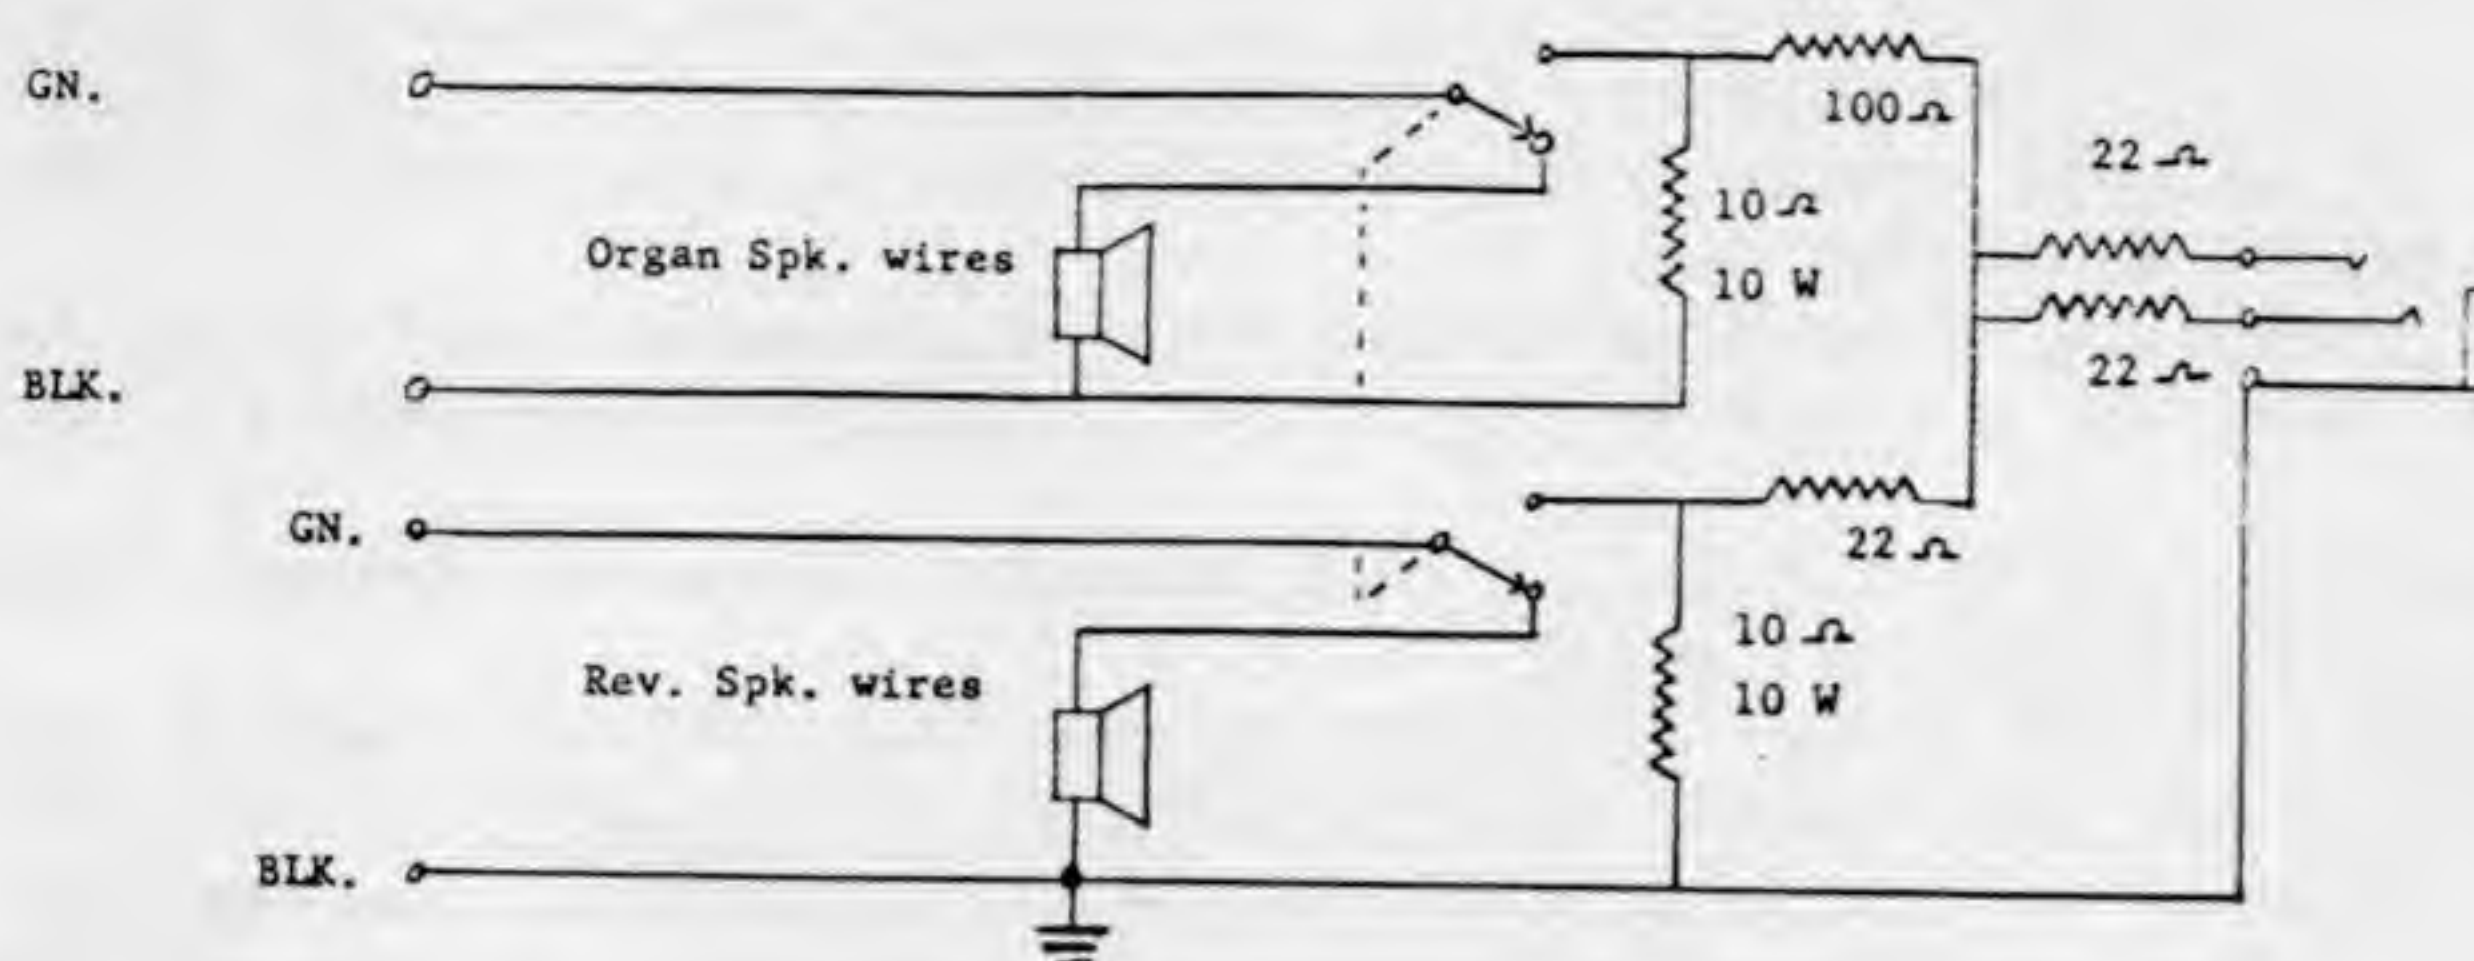 GN.
100Ω
22Ω
10Ω
Organ Spk. wires
10 W
22Ω
BLK.
GN.
22Ω
10Ω
Rev. Spk. wires
10 W
BLK.